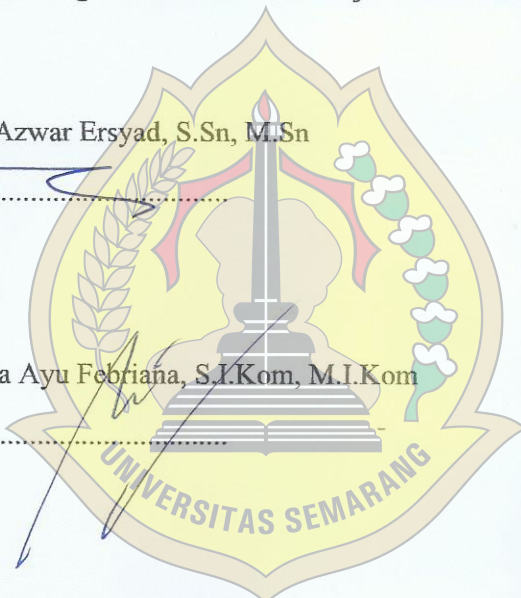 Azwar Ersyad, S.Sn, M.Sn
................................
a Ayu Febriana, S.I.Kom, M.I.Kom
................................
UNIVERSITAS SEMARANG